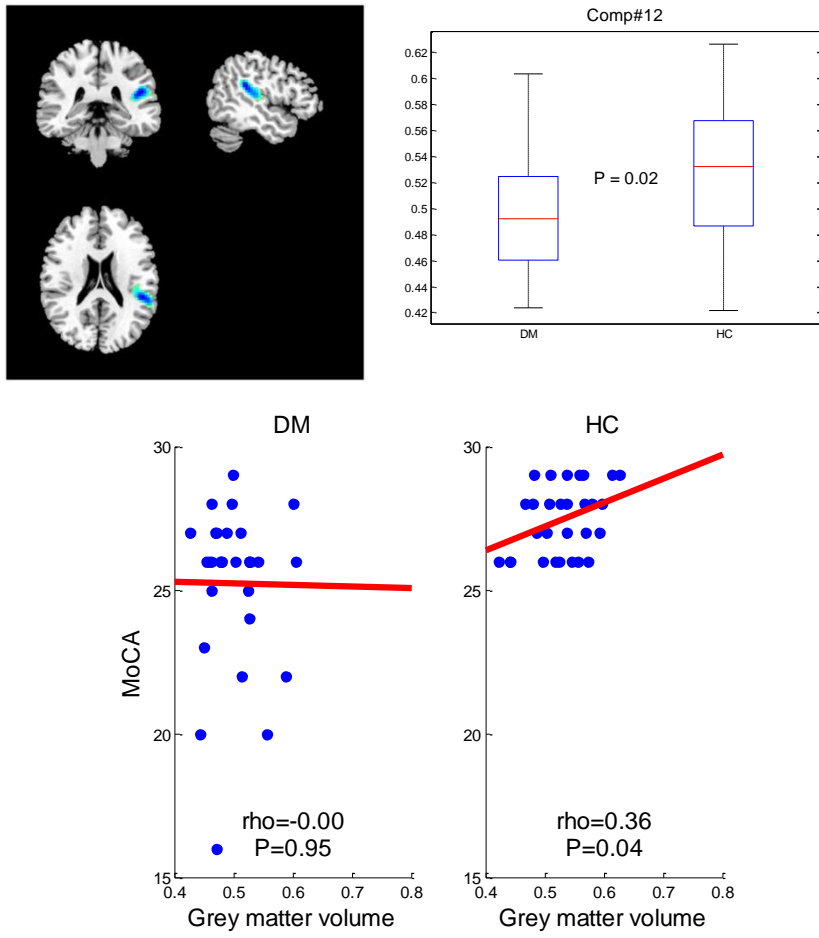 Comp#12
0.62
0.6
0.58
0.56
0.54
0.52
0.5
0.48
0.46
0.44
0.42
P = 0.02
DM
HC
DM
HC
30
25
20
15
MoCA
30
25
20
15
rho=-0.00
P=0.95
rho=0.36
P=0.04
0.4 0.5 0.6 0.7 0.8
0.4 0.5 0.6 0.7 0.8
Grey matter volume
Grey matter volume